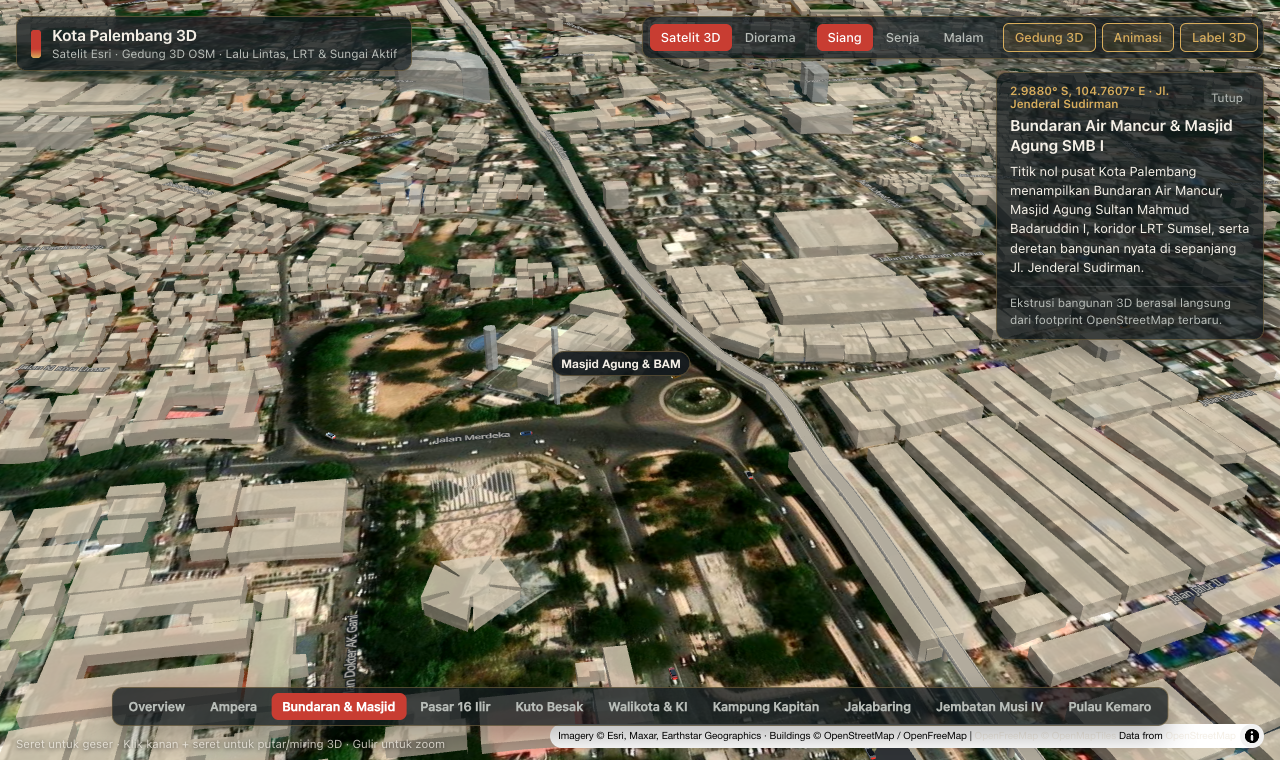 Kota Palembang 3D
Satelit Esri · Gedung 3D OSM · Lalu Lintas, LRT & Sungai Aktif
Satelit 3D
Diorama
Siang
Senja
Malam
Gedung 3D
Animasi
Label 3D
2.9880° S, 104.7607° E · Jl.
Jenderal Sudirman
Tutup
Bundaran Air Mancur & Masjid
Agung SMB I
Titik nol pusat Kota Palembang
menampilkan Bundaran Air Mancur,
Masjid Agung Sultan Mahmud
Badaruddin I, koridor LRT Sumsel, serta
deretan bangunan nyata di sepanjang
Jl. Jenderal Sudirman.
Ekstrusi bangunan 3D berasal langsung
dari footprint OpenStreetMap terbaru.
Masjid Agung & BAM
Jalan Merdeka
Overview
Ampera
Bundaran & Masjid
Pasar 16 Ilir
Kuto Besak
Walikota & KI
Kampung Kapitan
Jakabaring
Jembatan Musi IV
Pulau Kemaro
Seret untuk geser · Klik kanan + seret untuk putar/miring 3D · Gulir untuk zoom
Imagery © Esri, Maxar, Earthstar Geographics · Buildings © OpenStreetMap / OpenFreeMap |
Data from OpenStreetMap